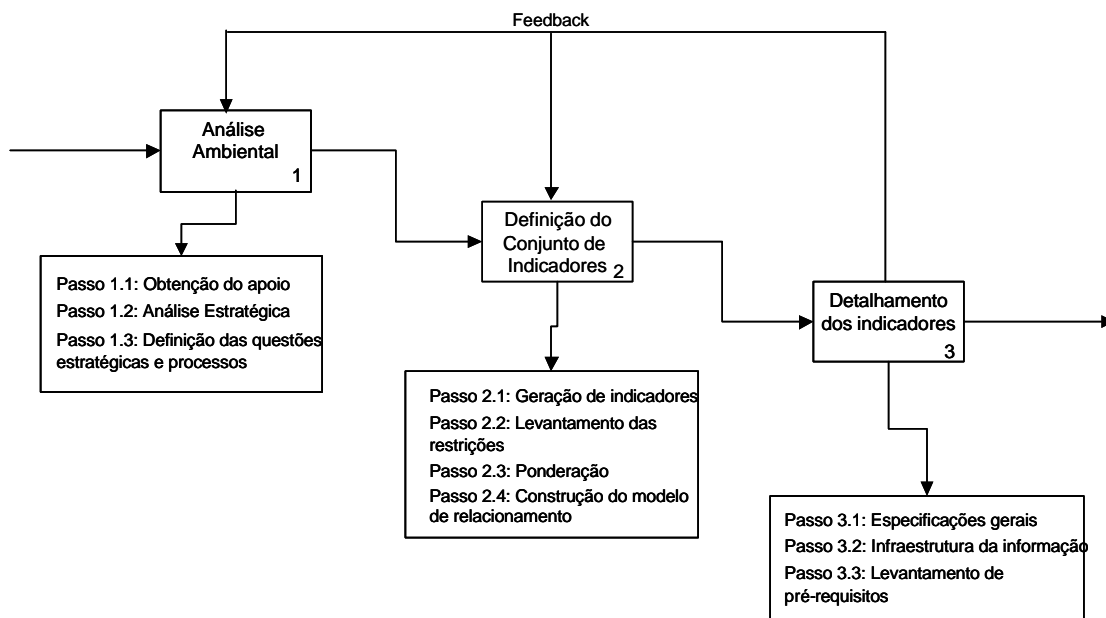 Feedback
Análise
Ambiental
1
Passo 1.1: Obtenção do apoio
Passo 1.2: Análise Estratégica
Passo 1.3: Definição das questões
estratégicas e processos
Definição do
Conjunto de
Indicadores
2
Passo 2.1: Geração de indicadores
Passo 2.2: Levantamento das
restrições
Passo 2.3: Ponderação
Passo 2.4: Construção do modelo
de relacionamento
Detalhamento
dos indicadores
3
Passo 3.1: Especificações gerais
Passo 3.2: Infraestrutura da informação
Passo 3.3: Levantamento de
pré-requisitos